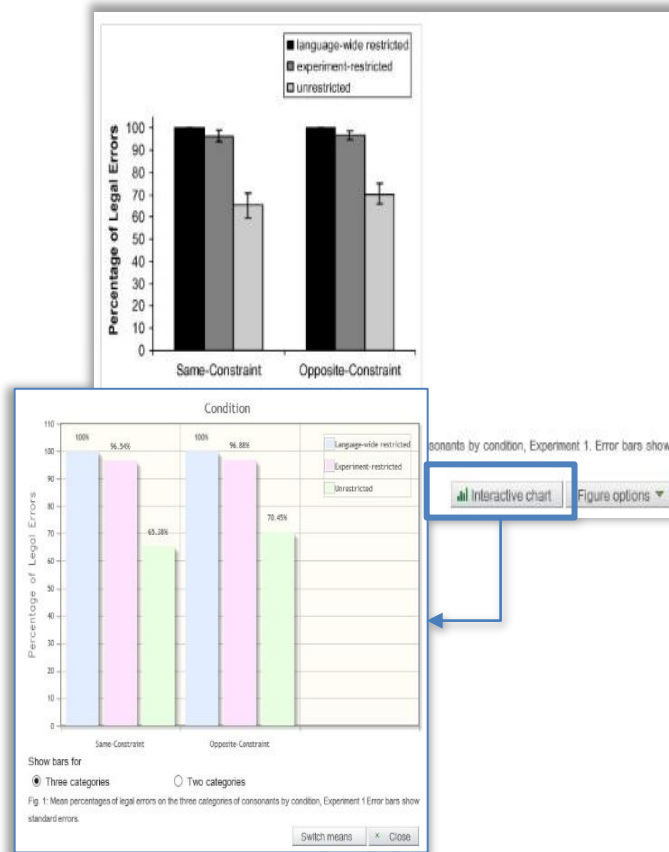 language-wide restricted
experiment-restricted
unrestricted
Percentage of Legal Errors
100
90
80
70
60
50
40
30
20
10
0
Same-Constraint Opposite-Constraint
sonants by condition, Experiment 1. Error bars show
Interactive chart Figure options
Condition
Percentage of Legal Errors
110
100
90
80
70
60
50
40
30
20
10
0
100% 96.54% 65.38% 100% 96.88% 70.45%
Language-wide restricted
Experiment-restricted
Unrestricted
Same-Constraint Opposite-Constraint
Show bars for
Three categories Two categories
Fig. 1: Mean percentages of legal errors on the three categories of consonants by condition, Experiment 1 Error bars show
standard errors.
Switch means × Close